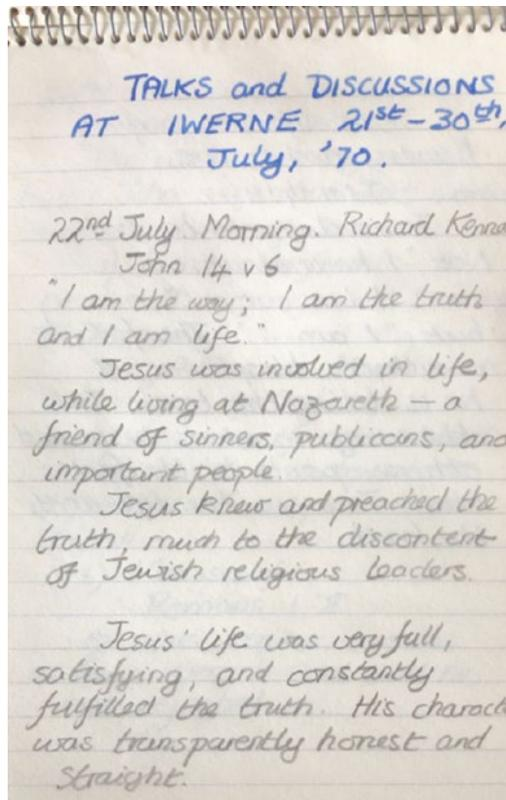 TALKS and DISCUSSIONS
AT IWERNE 21st-30th,
July, '70.
22nd July Morning. Richard Kenna
John 14 v 6
"I am the way; I am the truth
and I am life."
Jesus was involved in life,
while living at Nazareth — a
friend of sinners, publicans, and
important people.
Jesus knew and preached the
truth, much to the discontent
of Jewish religious leaders.
Jesus' life was very full,
satisfying, and constantly
fulfilled the truth. His charact
was transparently honest and
straight.